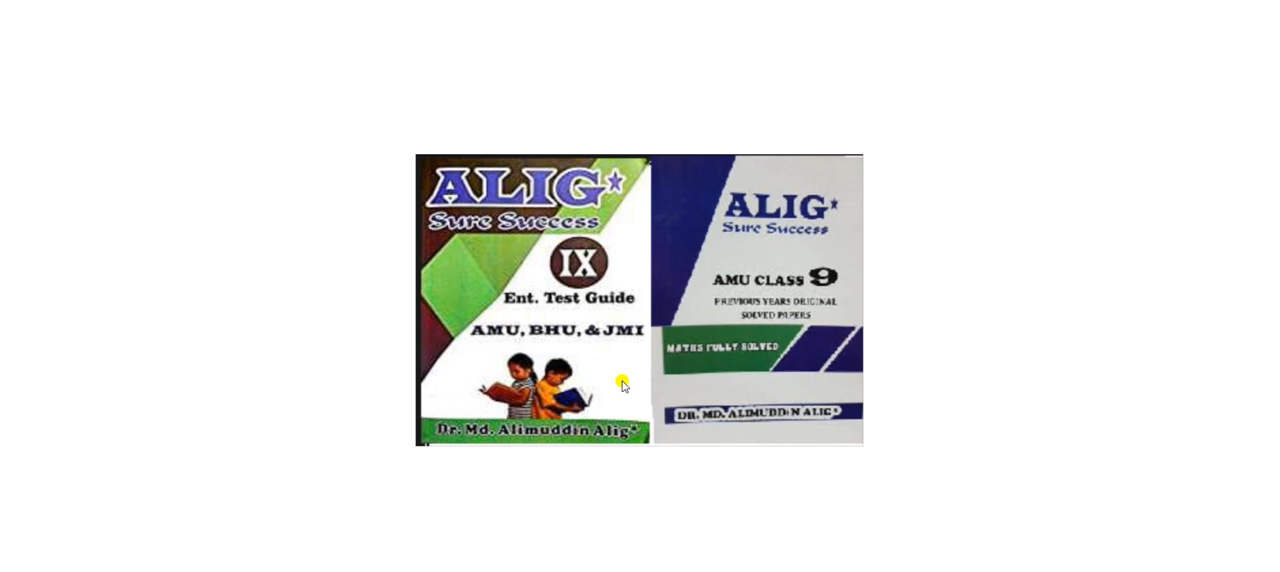 ALIG*
Sure Success
IX
Ent. Test Guide
AMU, BHU, & JMI
Dr. Md. Alimuddin Alig*
ALIG*
Sure Success
AMU CLASS 9
PREVIOUS YEARS ORIGINAL
SOLVED PAPERS
MATHS FULLY SOLVED
DR. MD. ALIMUDDIN ALIG*